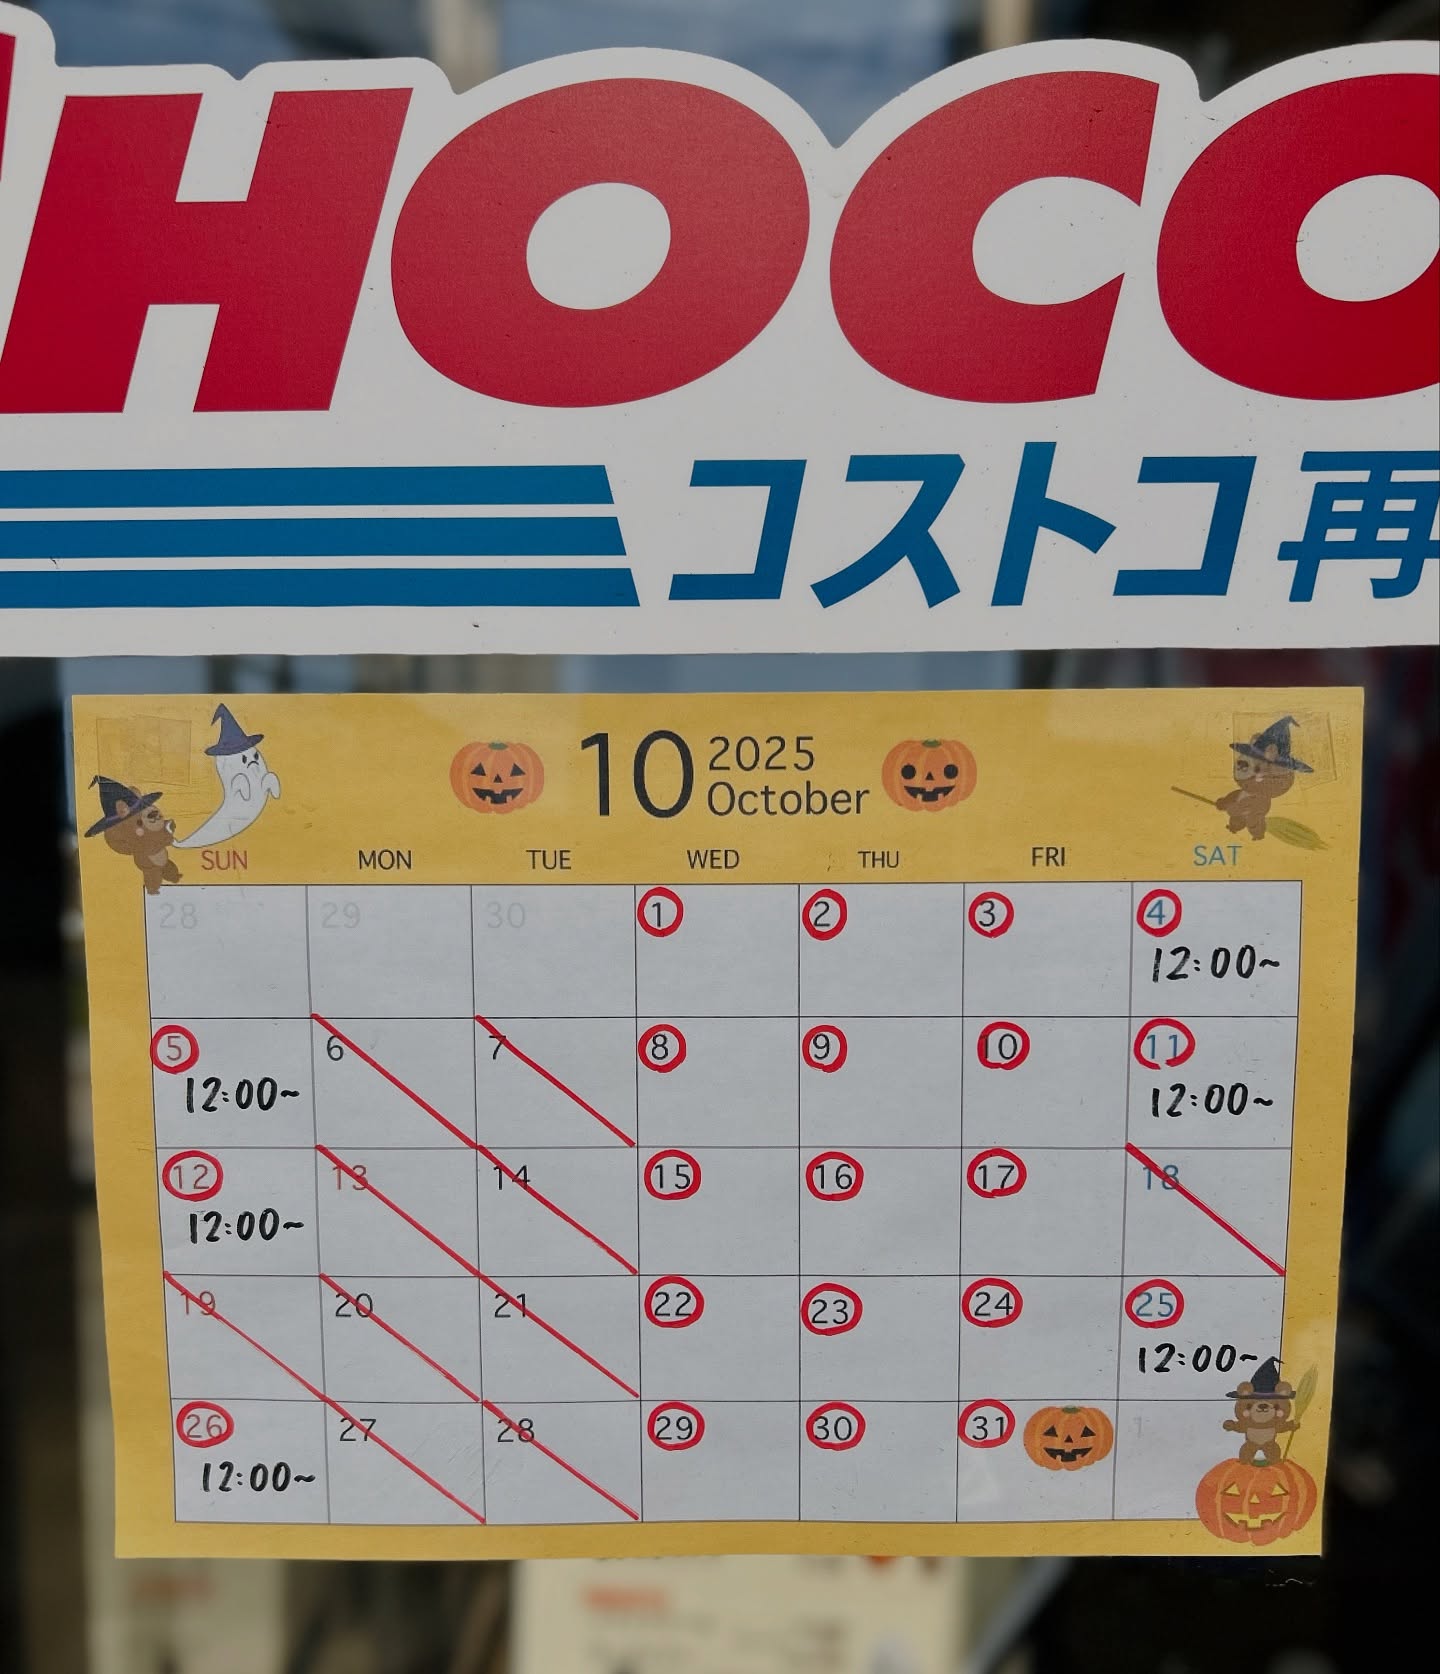 HOCO
コストコ再
10 2025 October
SUN MON TUE WED THU FRI SAT
28 29 30 1 2 3 4
12:00~
5 6 7 8 9 10 11
12:00~ 12:00~
12 13 14 15 16 17 18
12:00~
19 20 21 22 23 24 25
12:00~
26 27 28 29 30 31 1
12:00~